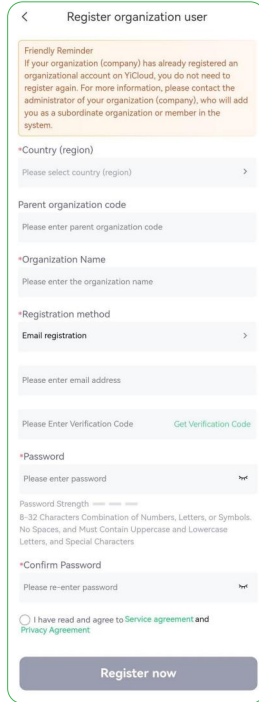 Register organization user
Friendly Reminder
If your organization (company) has already registered an
organizational account on YiCloud, you do not need to
register again. For more information, please contact the
administrator of your organization (company), who will add
you as a subordinate organization or member in the
system.
*Country (region)
Please select country (region)
Parent organization code
Please enter parent organization code
*Organization Name
Please enter the organization name
*Registration method
Email registration
Please enter email address
Please Enter Verification Code Get Verification Code
*Password
Please enter password
Password Strength
8-32 Characters Combination of Numbers, Letters, or Symbols.
No Spaces, and Must Contain Uppercase and Lowercase
Letters, and Special Characters
*Confirm Password
Please re-enter password
I have read and agree to Service agreement and
Privacy Agreement
Register now